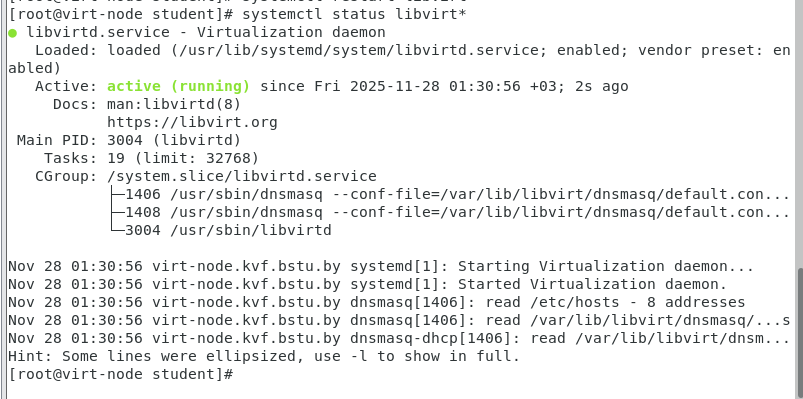 [root@virt-node student]# systemctl status libvirt*
● libvirtd.service - Virtualization daemon
   Loaded: loaded (/usr/lib/systemd/system/libvirtd.service; enabled; vendor preset: en
abled)
   Active: active (running) since Fri 2025-11-28 01:30:56 +03; 2s ago
     Docs: man:libvirtd(8)
           https://libvirt.org
 Main PID: 3004 (libvirtd)
    Tasks: 19 (limit: 32768)
   CGroup: /system.slice/libvirtd.service
           ├─1406 /usr/sbin/dnsmasq --conf-file=/var/lib/libvirt/dnsmasq/default.con...
           ├─1408 /usr/sbin/dnsmasq --conf-file=/var/lib/libvirt/dnsmasq/default.con...
           └─3004 /usr/sbin/libvirtd

Nov 28 01:30:56 virt-node.kvf.bstu.by systemd[1]: Starting Virtualization daemon...
Nov 28 01:30:56 virt-node.kvf.bstu.by systemd[1]: Started Virtualization daemon.
Nov 28 01:30:56 virt-node.kvf.bstu.by dnsmasq[1406]: read /etc/hosts - 8 addresses
Nov 28 01:30:56 virt-node.kvf.bstu.by dnsmasq[1406]: read /var/lib/libvirt/dnsmasq/...s
Nov 28 01:30:56 virt-node.kvf.bstu.by dnsmasq-dhcp[1406]: read /var/lib/libvirt/dnsm...
Hint: Some lines were ellipsized, use -l to show in full.
[root@virt-node student]#